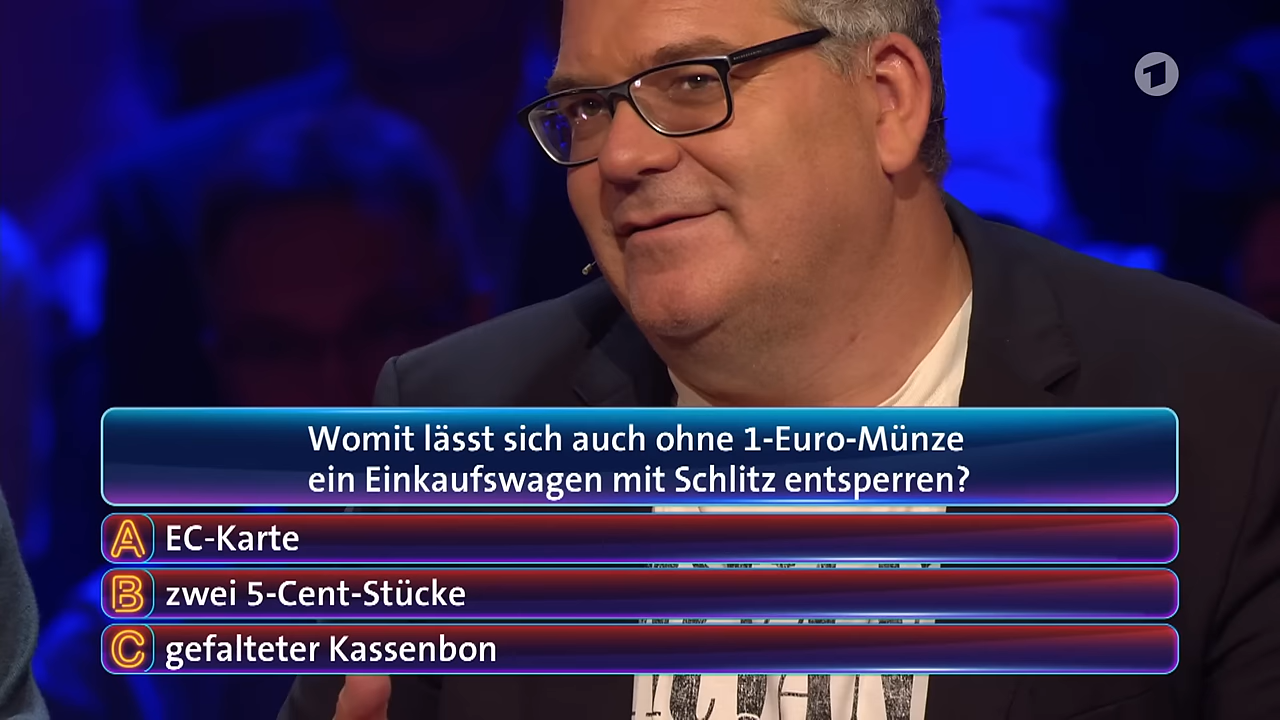 1
Womit lässt sich auch ohne 1-Euro-Münze
ein Einkaufswagen mit Schlitz entsperren?
A EC-Karte
B zwei 5-Cent-Stücke
C gefalteter Kassenbon